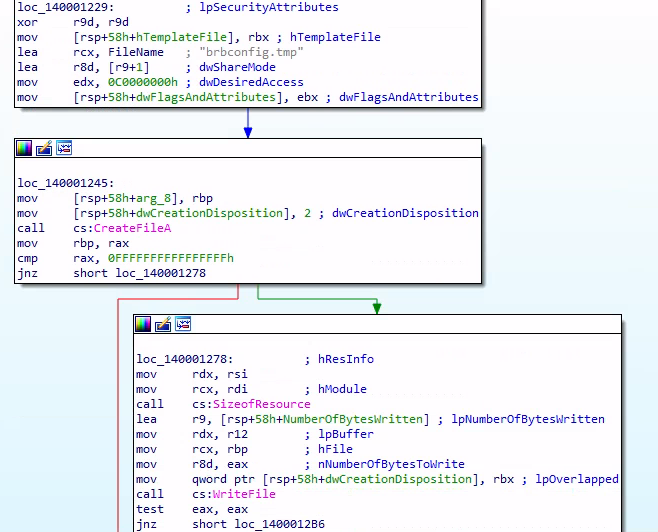 loc_140001229: ; lpSecurityAttributes
xor r9d, r9d
mov [rsp+58h+hTemplateFile], rbx ; hTemplateFile
lea rcx, FileName ; "brbconfig.tmp"
lea r8d, [r9+1] ; dwShareMode
mov edx, 0C0000000h ; dwDesiredAccess
mov [rsp+58h+dwFlagsAndAttributes], ebx ; dwFlagsAndAttributes
loc_140001245:
mov [rsp+58h+arg_8], rbp
mov [rsp+58h+dwCreationDisposition], 2 ; dwCreationDisposition
call cs:CreateFileA
mov rbp, rax
cmp rax, 0FFFFFFFFFFFFFFFFh
jnz short loc_140001278
loc_140001278: ; hResInfo
mov rdx, rsi
mov rcx, rdi ; hModule
call cs:SizeofResource
lea r9, [rsp+58h+NumberOfBytesWritten] ; lpNumberOfBytesWritten
mov rdx, r12 ; lpBuffer
mov rcx, rbp ; hFile
mov r8d, eax ; nNumberOfBytesToWrite
mov qword ptr [rsp+58h+dwCreationDisposition], rbx ; lpOverlapped
call cs:WriteFile
test eax, eax
jnz short loc_1400012B6